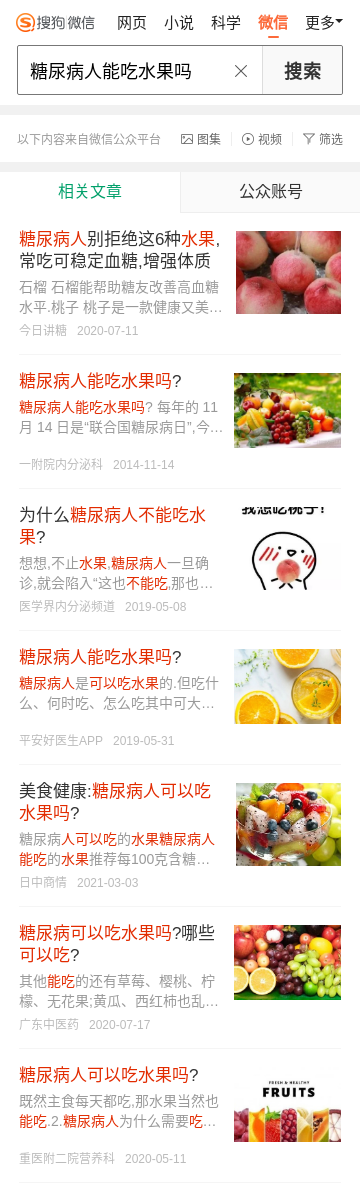 搜狗微信 网页 小说 科学 微信 更多
糖尿病人能吃水果吗 搜索
以下内容来自微信公众平台 图集 视频 筛选
相关文章 公众账号
糖尿病人别拒绝这6种水果,
常吃可稳定血糖,增强体质
石榴 石榴能帮助糖友改善高血糖
水平.桃子 桃子是一款健康又美…
今日讲糖 2020-07-11
糖尿病人能吃水果吗?
糖尿病人能吃水果吗? 每年的 11
月 14 日是“联合国糖尿病日”,今…
一附院内分泌科 2014-11-14
为什么糖尿病人不能吃水
果?
想想,不止水果,糖尿病人一旦确
诊,就会陷入“这也不能吃,那也…
医学界内分泌频道 2019-05-08
我想吃桃子!
糖尿病人能吃水果吗?
糖尿病人是可以吃水果的.但吃什
么、何时吃、怎么吃其中可大…
平安好医生APP 2019-05-31
美食健康:糖尿病人可以吃
水果吗?
糖尿病人可以吃的水果糖尿病人
能吃的水果推荐每100克含糖…
日中商情 2021-03-03
糖尿病可以吃水果吗?哪些
可以吃?
其他能吃的还有草莓、樱桃、柠
檬、无花果;黄瓜、西红柿也乱…
广东中医药 2020-07-17
糖尿病人可以吃水果吗?
既然主食每天都吃,那水果当然也
能吃.2.糖尿病人为什么需要吃…
重医附二院营养科 2020-05-11
FRESH & HEALTHY
FRUITS